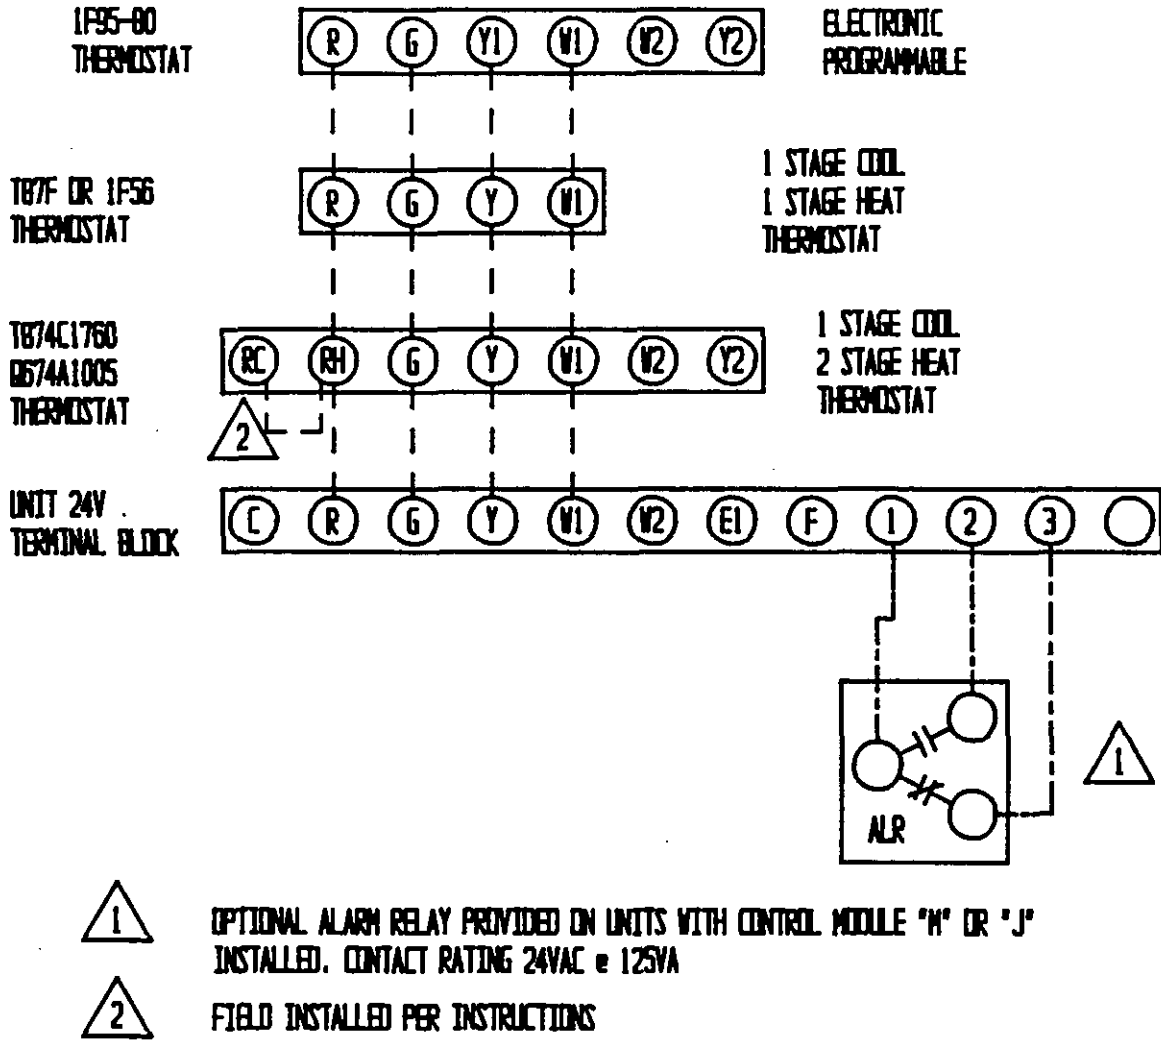 1F95-80
THERMOSTAT
R G Y1 W1 W2 Y2
ELECTRONIC
PROGRAMMABLE
T87F OR 1F56
THERMOSTAT
R G Y W1
1 STAGE COOL
1 STAGE HEAT
THERMOSTAT
T874C1760
Q674A1005
THERMOSTAT
RC RH G Y W1 W2 Y2
1 STAGE COOL
2 STAGE HEAT
THERMOSTAT
2
UNIT 24V
TERMINAL BLOCK
C R G Y W1 W2 E1 F 1 2 3
ALR
1
1 OPTIONAL ALARM RELAY PROVIDED ON UNITS WITH CONTROL MODULE "M" OR "J"
INSTALLED. CONTACT RATING 24VAC @ 125VA
2 FIELD INSTALLED PER INSTRUCTIONS